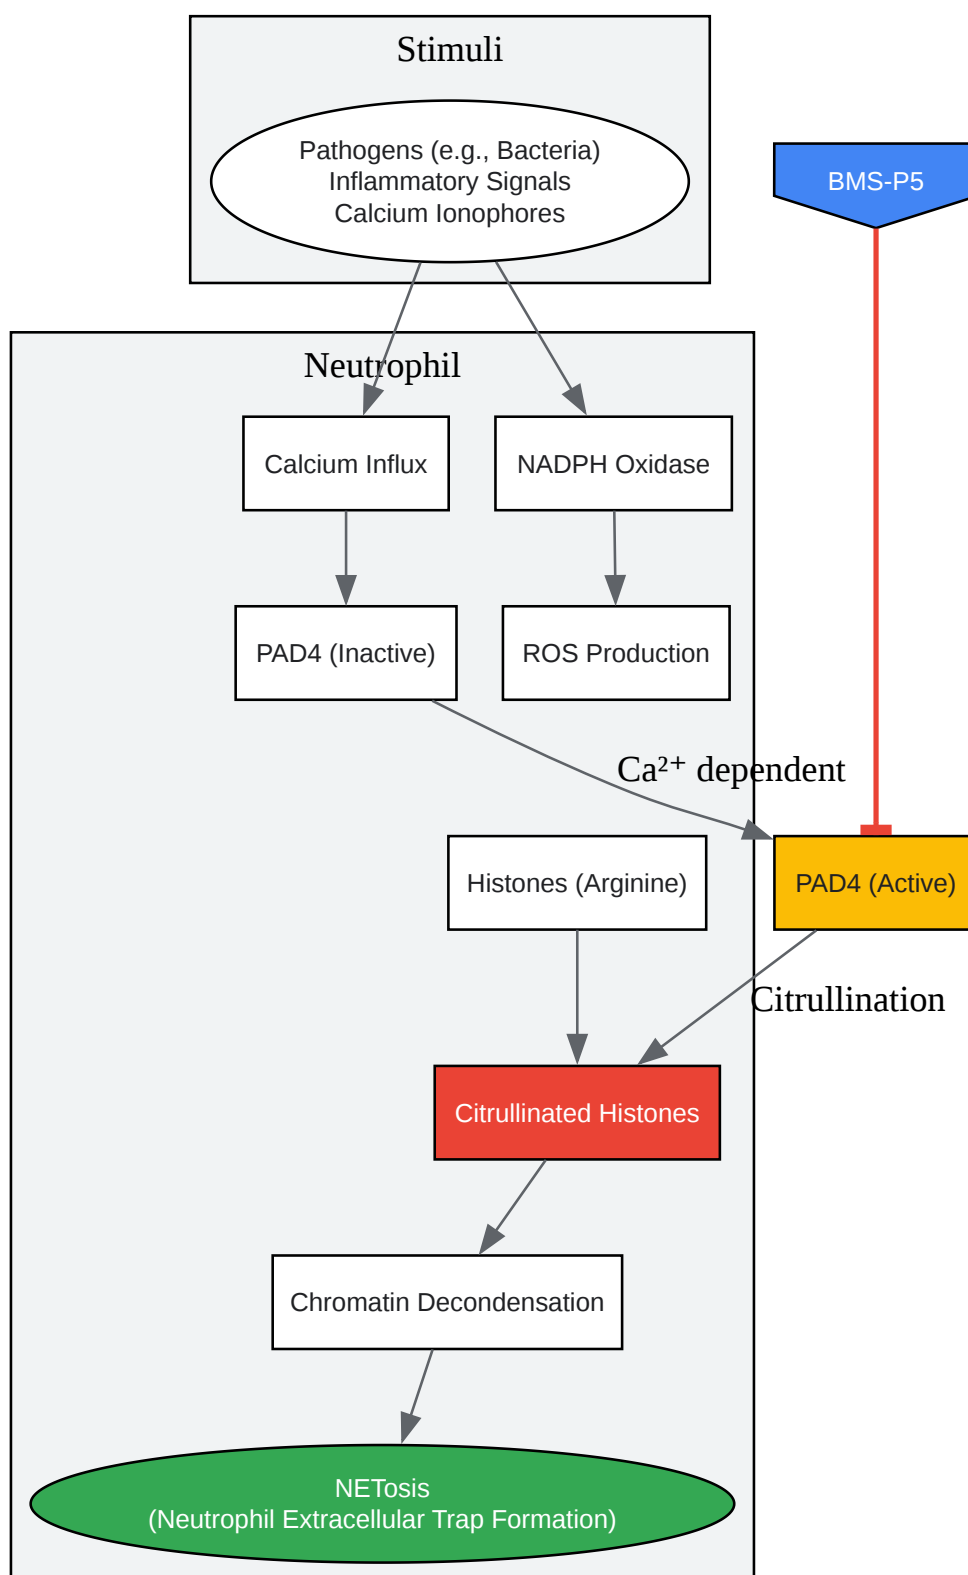 Stimuli
Pathogens (e.g., Bacteria)
Inflammatory Signals
Calcium Ionophores
BMS-P5
Neutrophil
Calcium Influx
NADPH Oxidase
PAD4 (Inactive)
ROS Production
Ca²⁺ dependent
Histones (Arginine)
PAD4 (Active)
Citrullination
Citrullinated Histones
Chromatin Decondensation
NETosis
(Neutrophil Extracellular Trap Formation)